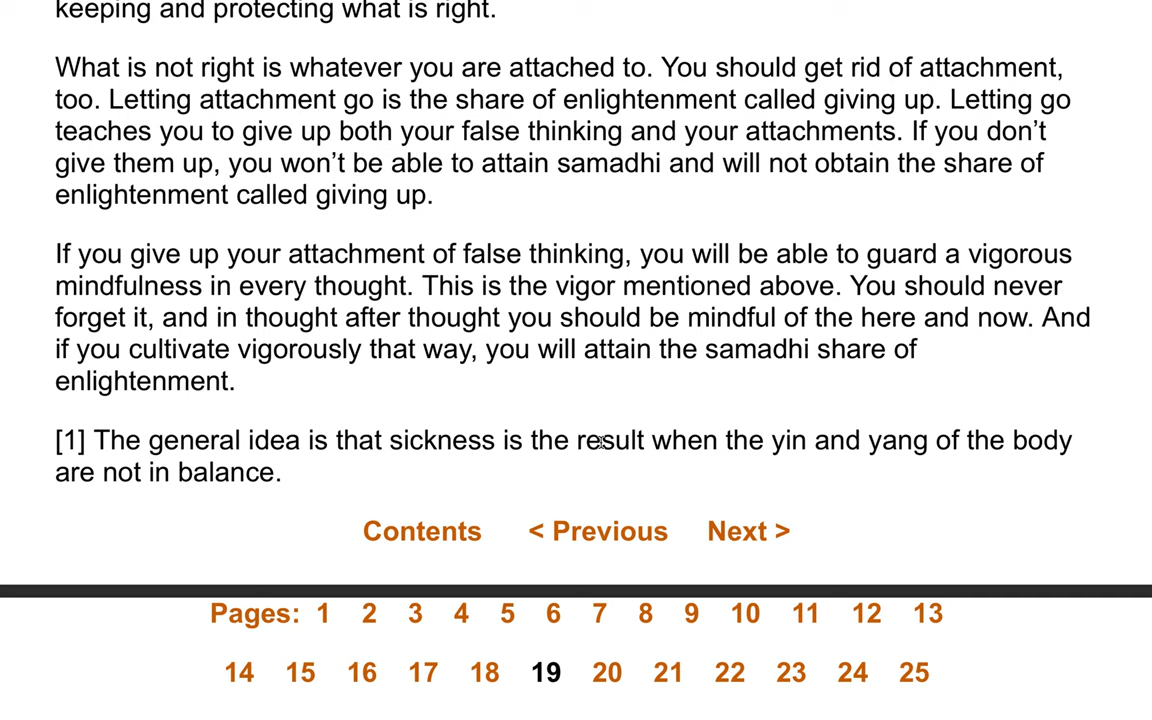 keeping and protecting what is right.
What is not right is whatever you are attached to. You should get rid of attachment,
too. Letting attachment go is the share of enlightenment called giving up. Letting go
teaches you to give up both your false thinking and your attachments. If you don’t
give them up, you won’t be able to attain samadhi and will not obtain the share of
enlightenment called giving up.
If you give up your attachment of false thinking, you will be able to guard a vigorous
mindfulness in every thought. This is the vigor mentioned above. You should never
forget it, and in thought after thought you should be mindful of the here and now. And
if you cultivate vigorously that way, you will attain the samadhi share of
enlightenment.
[1] The general idea is that sickness is the result when the yin and yang of the body
are not in balance.
Contents < Previous Next >
Pages: 1 2 3 4 5 6 7 8 9 10 11 12 13
14 15 16 17 18 19 20 21 22 23 24 25